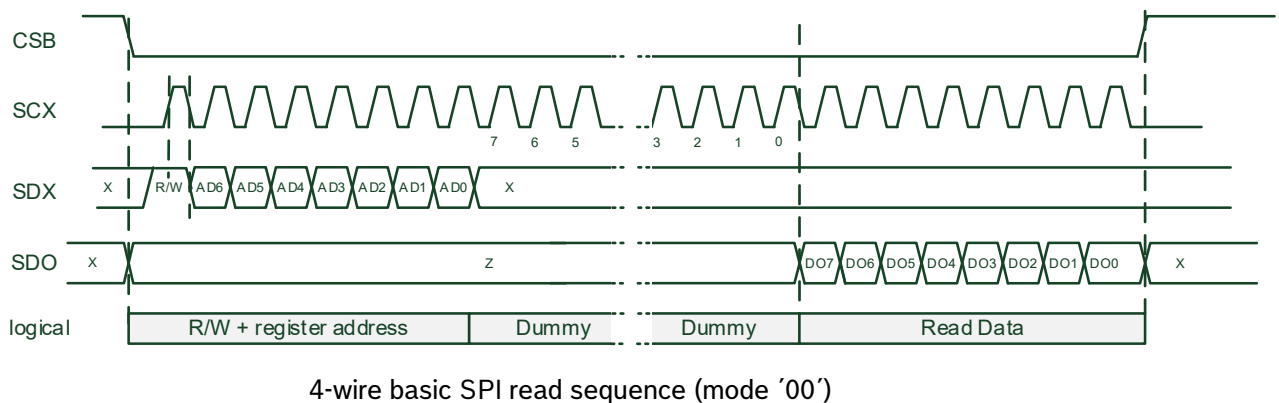 CSB
SCX
7 6 5 3 2 1 0
SDX X R/W AD6 AD5 AD4 AD3 AD2 AD1 AD0 X
SDO X Z DO7 DO6 DO5 DO4 DO3 DO2 DO1 DO0 X
logical R/W + register address Dummy Dummy Read Data
4-wire basic SPI read sequence (mode ´00′)